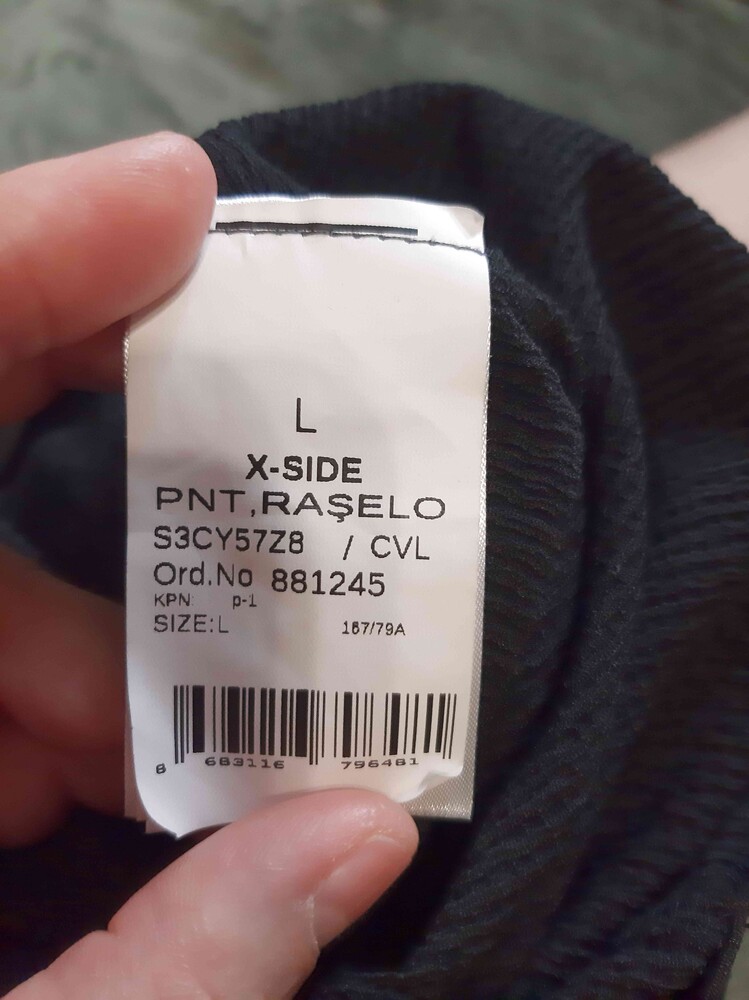 L
X-SIDE
PNT,RAŞELO
S3CY57Z8 / CVL
Ord.No 881245
KPN: p-1
SIZE:L 167/79A
8 683116 796481